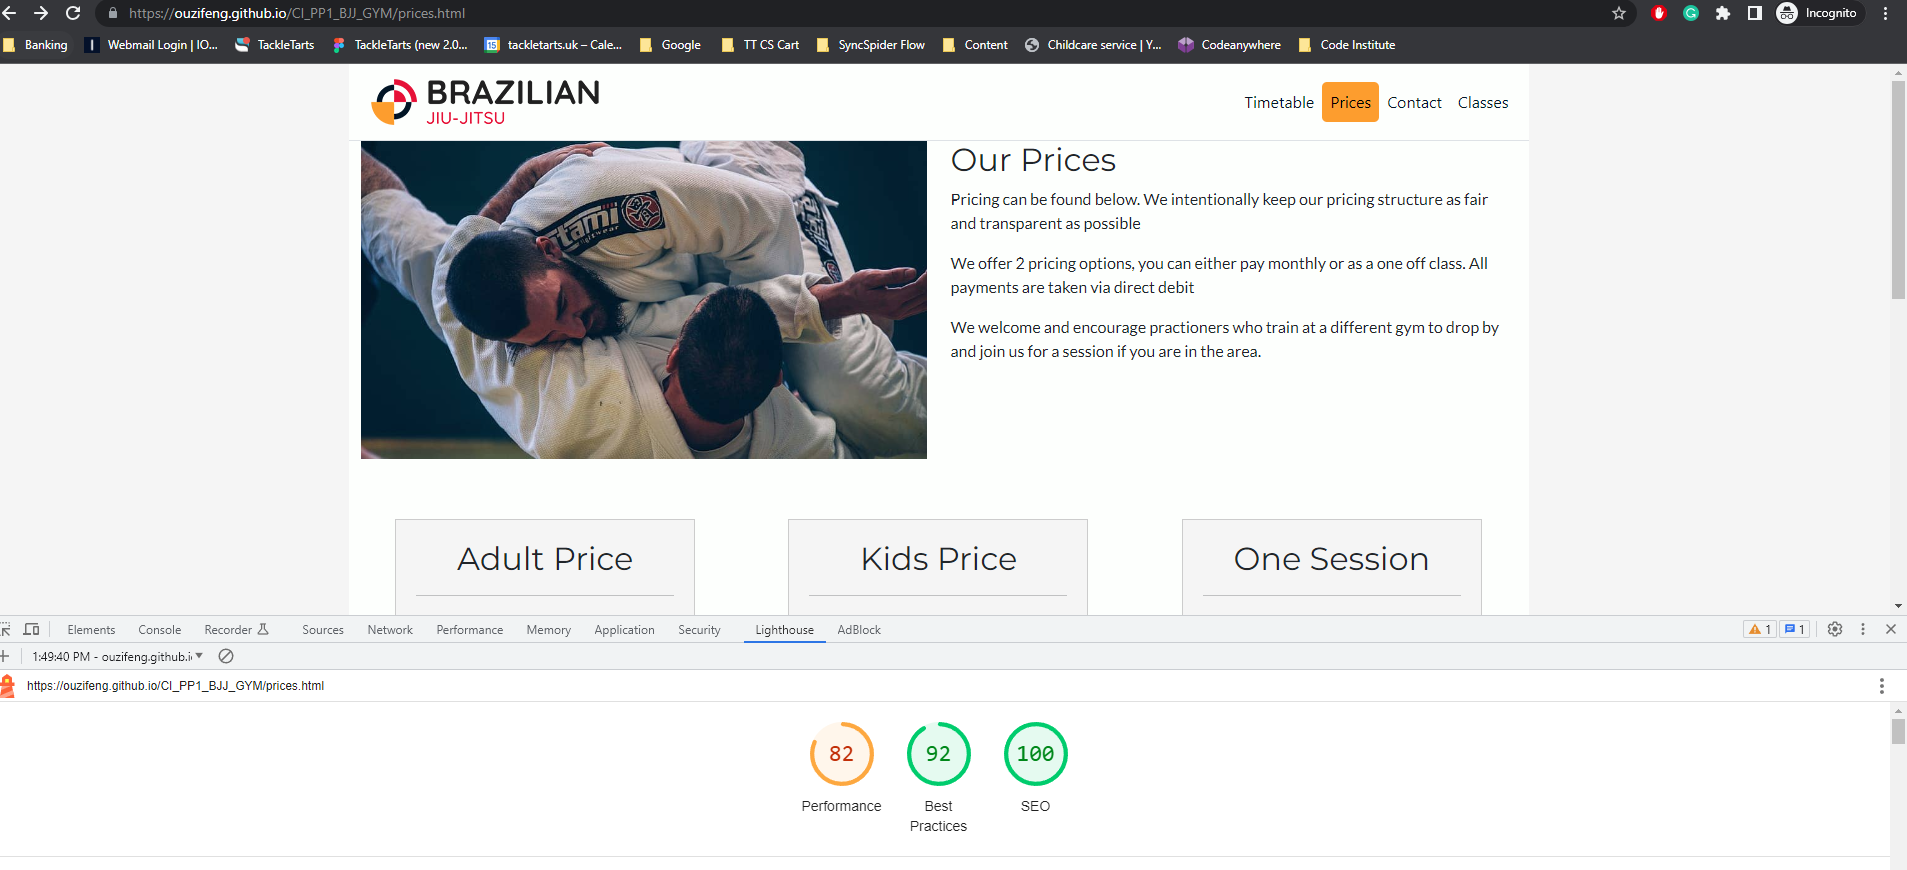 https://ouzifeng.github.io/CI_PP1_BJJ_GYM/prices.html
Incognito
Banking
Webmail Login | IO...
TackleTarts
TackleTarts (new 2.0...
15
tackletarts.uk – Cale...
Google
TT CS Cart
SyncSpider Flow
Content
Childcare service | Y...
Codeanywhere
Code Institute
BRAZILIAN
JIU-JITSU
Timetable
Prices
Contact
Classes
Our Prices
Pricing can be found below. We intentionally keep our pricing structure as fair
and transparent as possible
We offer 2 pricing options, you can either pay monthly or as a one off class. All
payments are taken via direct debit
We welcome and encourage practioners who train at a different gym to drop by
and join us for a session if you are in the area.
Adult Price
Kids Price
One Session
Elements
Console
Recorder
Sources
Network
Performance
Memory
Application
Security
Lighthouse
AdBlock
1
1
1:49:40 PM - ouzifeng.github.i
https://ouzifeng.github.io/CI_PP1_BJJ_GYM/prices.html
82
92
100
Performance
Best
Practices
SEO